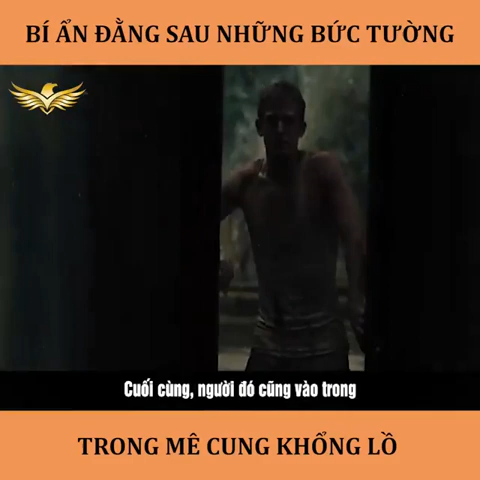 BÍ ẨN ĐẰNG SAU NHỮNG BỨC TƯỜNG
Cuối cùng, người đó cũng vào trong
TRONG MÊ CUNG KHỔNG LỒ